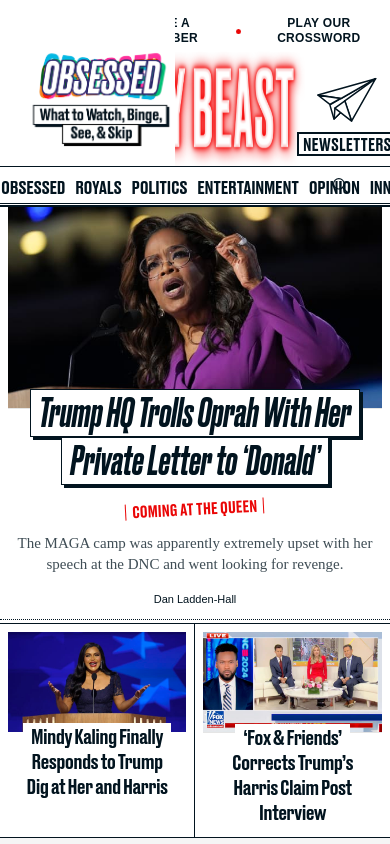 E A
BER
PLAY OUR
CROSSWORD
OBSESSED
What to Watch, Binge,
See, & Skip
Y BEAST
NEWSLETTERS
OBSESSED ROYALS POLITICS ENTERTAINMENT OPINION INN
Trump HQ Trolls Oprah With Her
Private Letter to ‘Donald’
COMING AT THE QUEEN
The MAGA camp was apparently extremely upset with her
speech at the DNC and went looking for revenge.
Dan Ladden-Hall
Mindy Kaling Finally
Responds to Trump
Dig at Her and Harris
LIVE
DNC 2024
FOX
NEWS
‘Fox & Friends’
Corrects Trump’s
Harris Claim Post
Interview